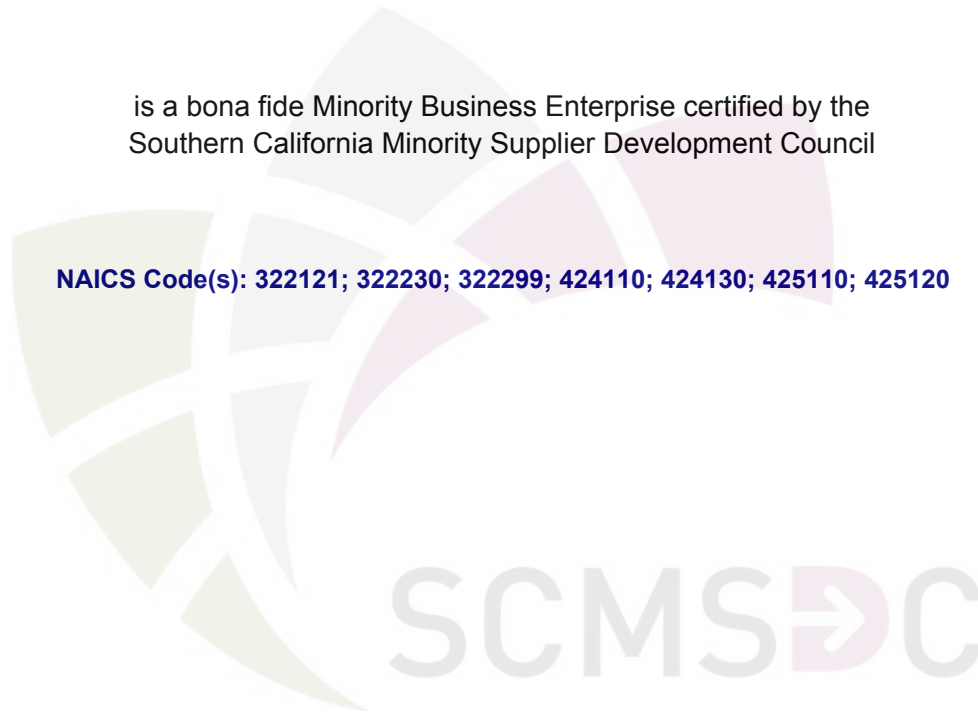 is a bona fide Minority Business Enterprise certified by the
Southern California Minority Supplier Development Council
NAICS Code(s): 322121; 322230; 322299; 424110; 424130; 425110; 425120
SCMSDC